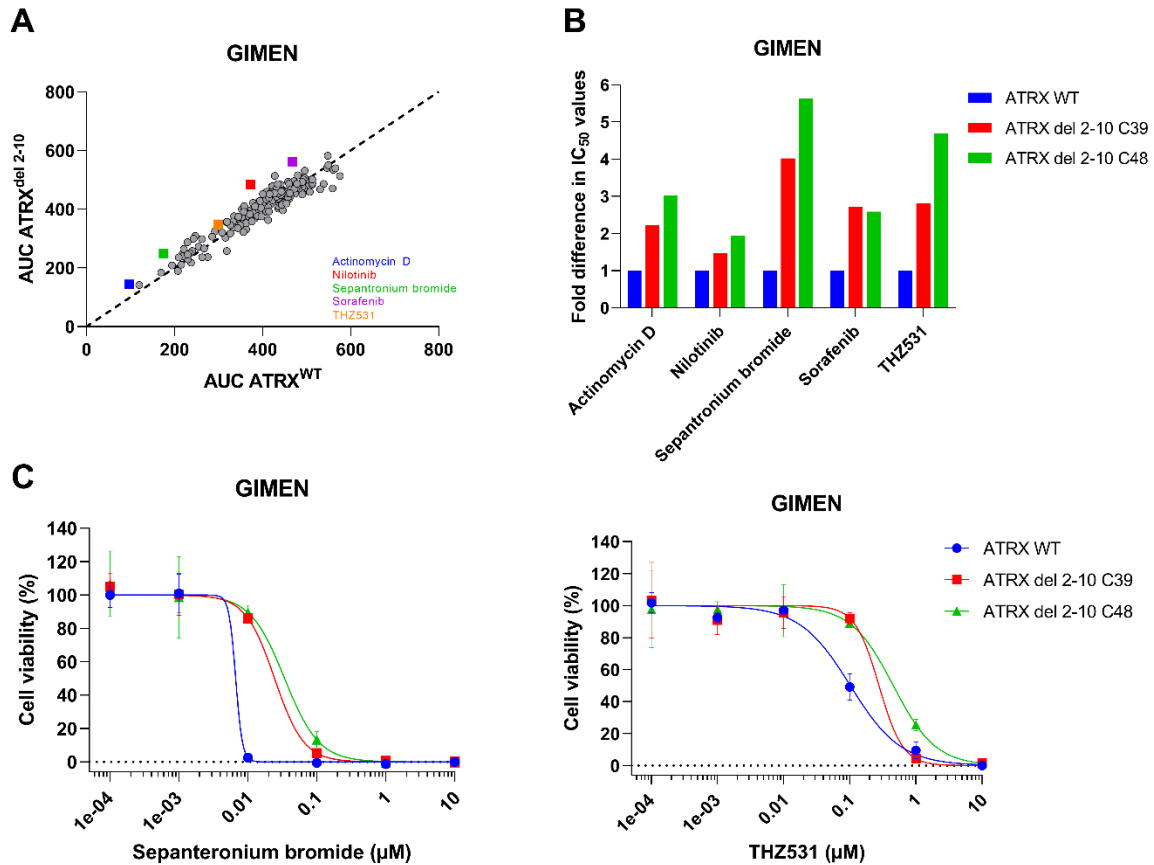 A
GIMEN
AUC ATRXdel 2-10
800
600
400
200
0
0 200 400 600 800
AUC ATRXWT
Actinomycin D
Nilotinib
Sepantronium bromide
Sorafenib
THZ531
B
GIMEN
Fold difference in IC50 values
6
5
4
3
2
1
0
Actinomycin D
Nilotinib
Sepantronium bromide
Sorafenib
THZ531
ATRX WT
ATRX del 2-10 C39
ATRX del 2-10 C48
C
GIMEN
Cell viability (%)
140
120
100
80
60
40
20
0
1e-04 1e-03 0.01 0.1 1 10
Sepanteronium bromide (µM)
GIMEN
Cell viability (%)
140
120
100
80
60
40
20
0
1e-04 1e-03 0.01 0.1 1 10
THZ531 (µM)
ATRX WT
ATRX del 2-10 C39
ATRX del 2-10 C48